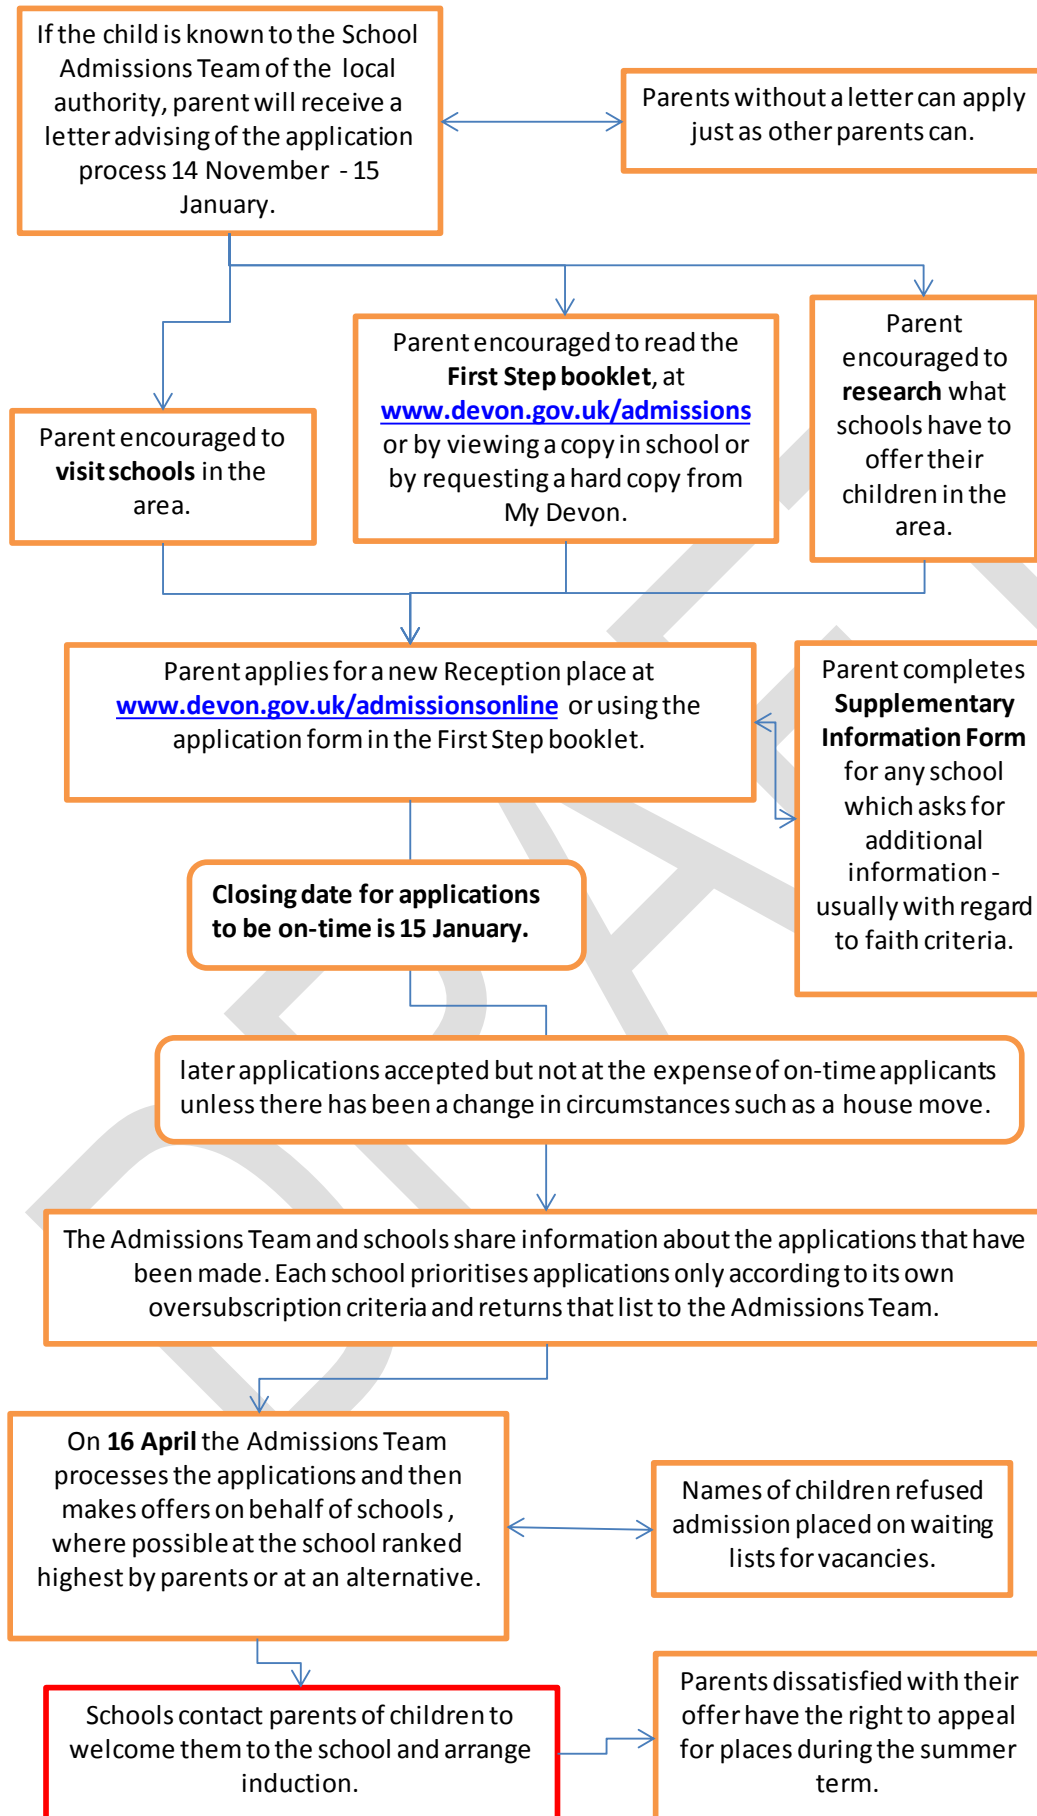 If the child is known to the School
Admissions Team of the local
authority, parent will receive a
letter advising of the application
process 14 November - 15
January.
Parents without a letter can apply
just as other parents can.
Parent encouraged to
visit schools in the
area.
Parent encouraged to read the
First Step booklet, at
www.devon.gov.uk/admissions
or by viewing a copy in school or
by requesting a hard copy from
My Devon.
Parent
encouraged to
research what
schools have to
offer their
children in the
area.
Parent applies for a new Reception place at
www.devon.gov.uk/admissionsonline or using the
application form in the First Step booklet.
Parent completes
Supplementary
Information Form
for any school
which asks for
additional
information -
usually with regard
to faith criteria.
Closing date for applications
to be on-time is 15 January.
later applications accepted but not at the expense of on-time applicants
unless there has been a change in circumstances such as a house move.
The Admissions Team and schools share information about the applications that have
been made. Each school prioritises applications only according to its own
oversubscription criteria and returns that list to the Admissions Team.
On 16 April the Admissions Team
processes the applications and then
makes offers on behalf of schools ,
where possible at the school ranked
highest by parents or at an alternative.
Names of children refused
admission placed on waiting
lists for vacancies.
Schools contact parents of children to
welcome them to the school and arrange
induction.
Parents dissatisfied with their
offer have the right to appeal
for places during the summer
term.
DRAFT